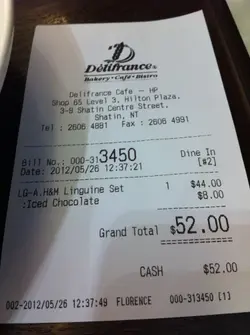 Délifrance
Bakery • Café • Bistro
Delifrance Cafe - HP
Shop 65 Level 3, Hilton Plaza,
3-9 Shatin Centre Street,
Shatin, NT
Tel : 2606 4881 Fax : 2606 4991
Bill No.: 000-313450 Dine In
Date: 2012/05/26 12:37:21 [#2]
LG-A.H&M Linguine Set 1 $44.00
:Iced Chocolate $8.00
Grand Total $52.00
CASH $52.00
002-2012/05/26 12:37:49 FLORENCE 000-313450 [1]